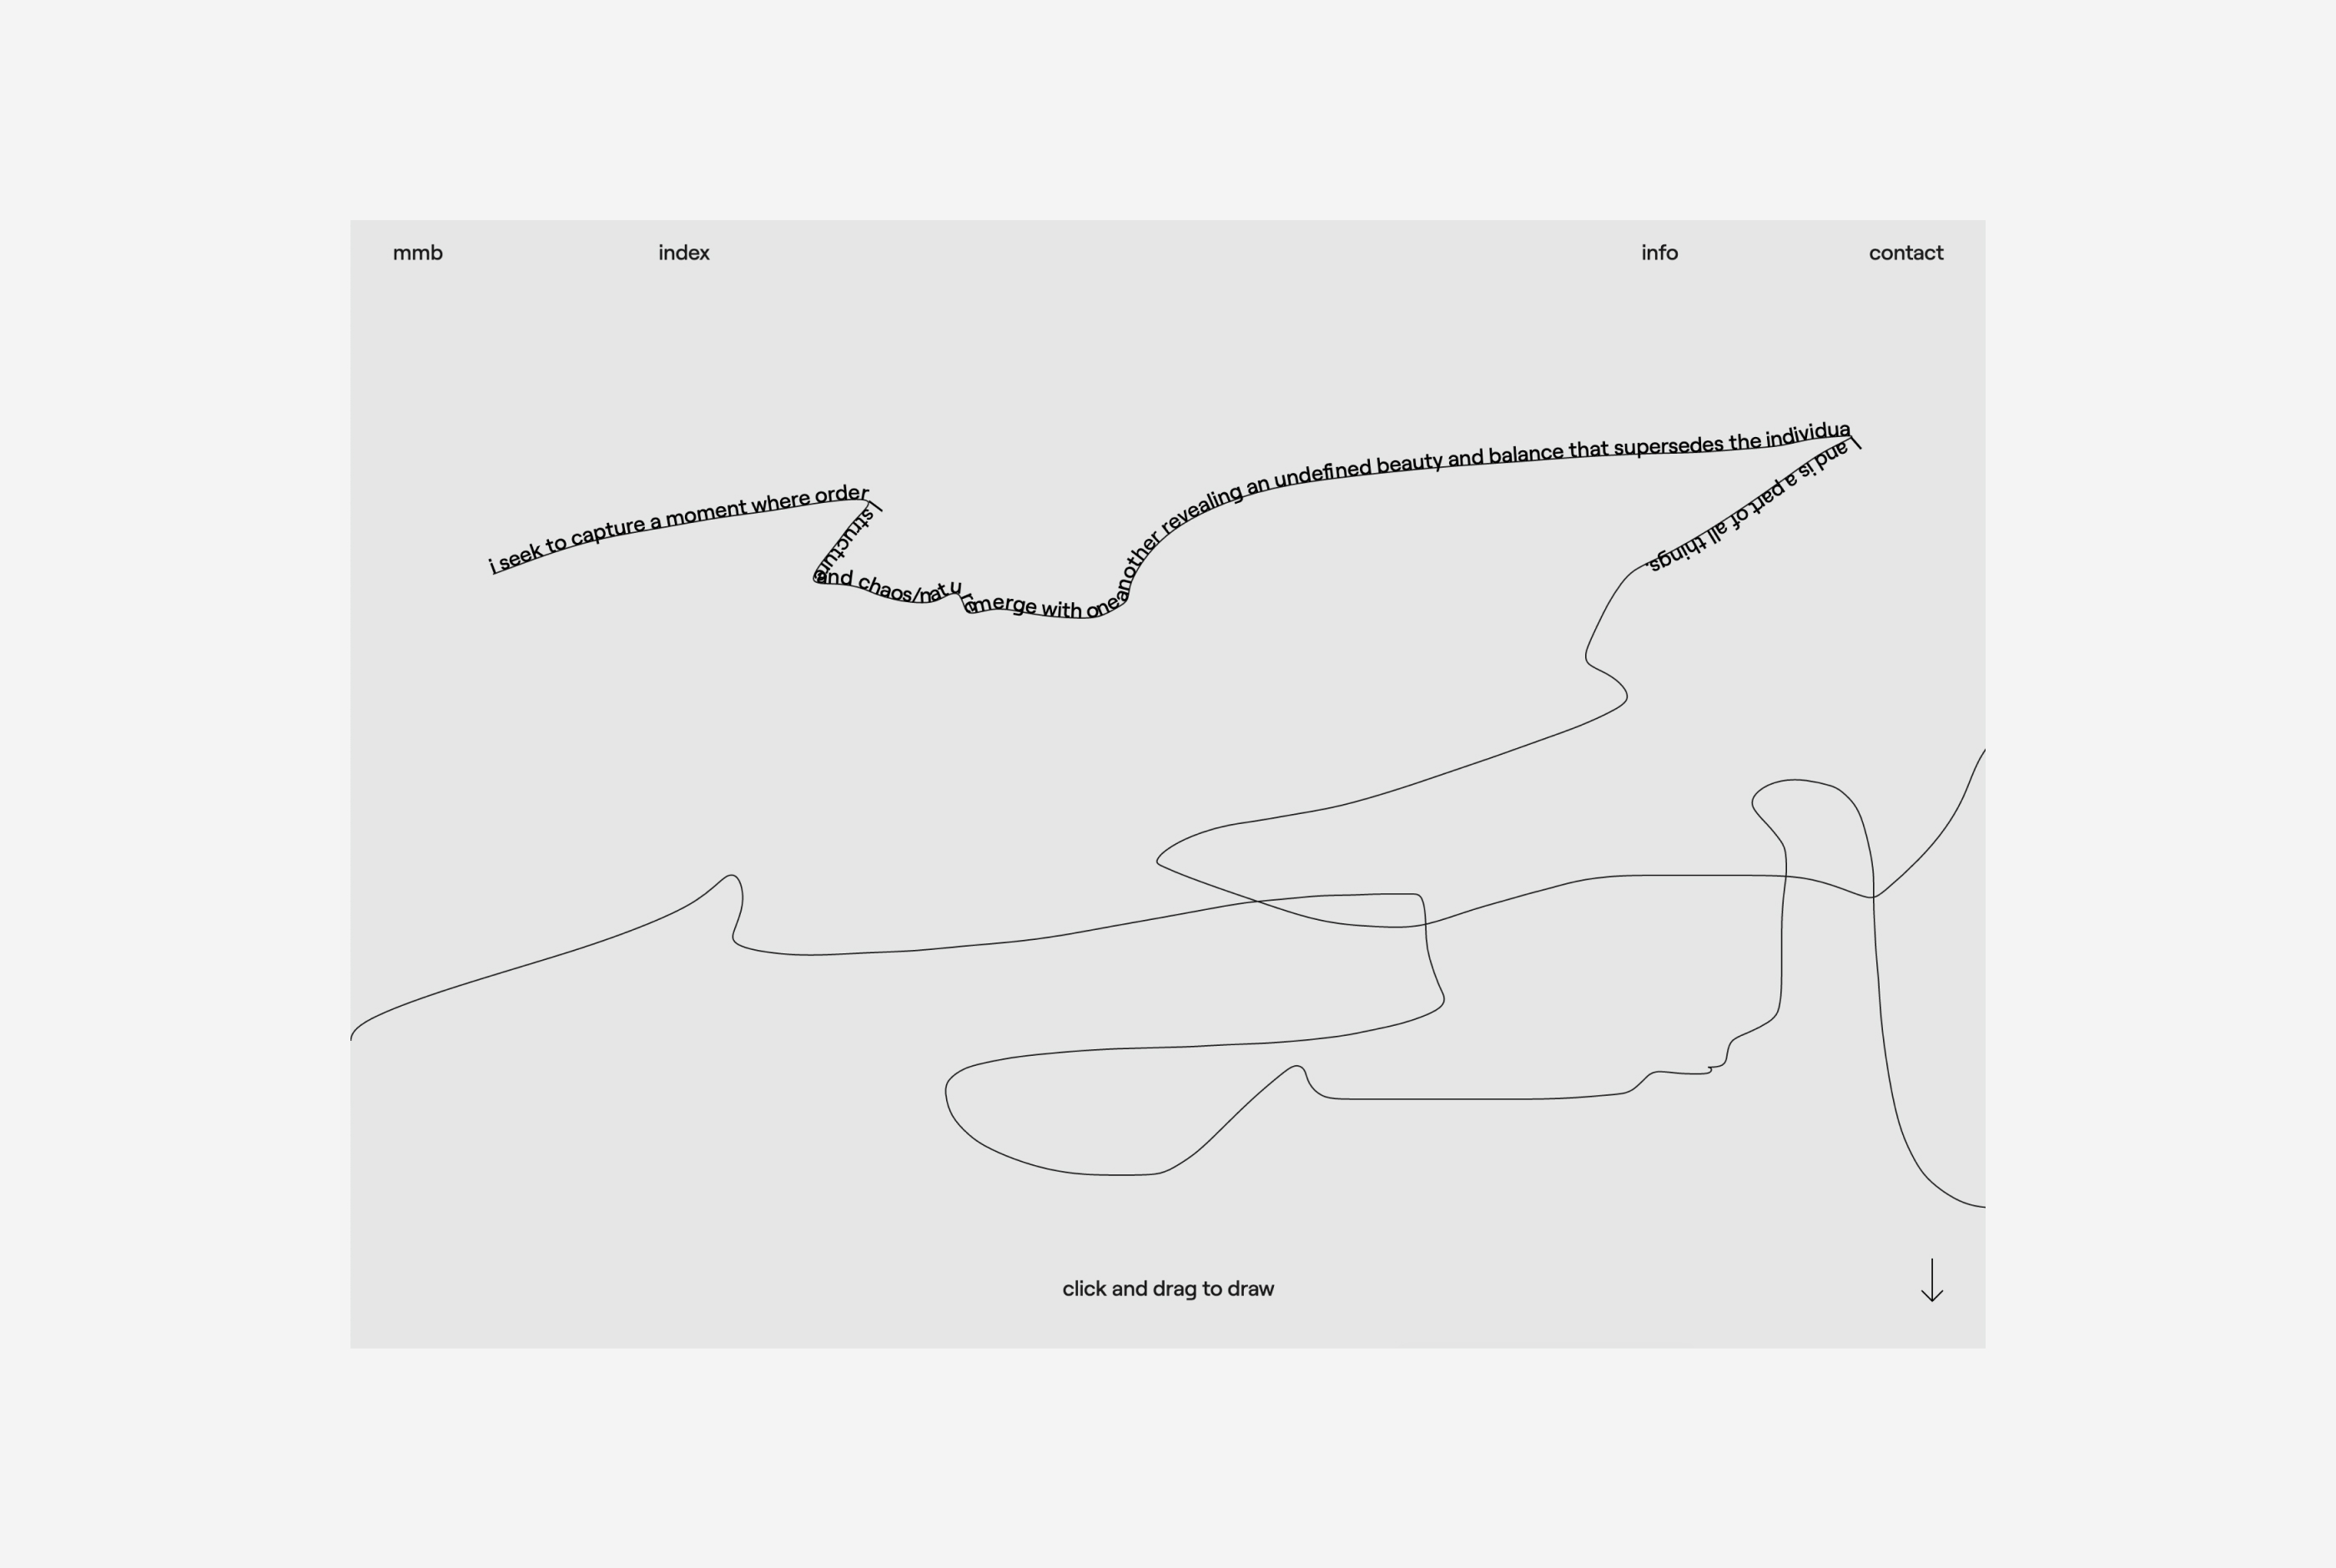 mmb index info contact
i seek to capture a moment where order/structure and chaos/nature merge with oneanother revealing an undefined beauty and balance that supersedes the individual and is a part of all things.
click and drag to draw